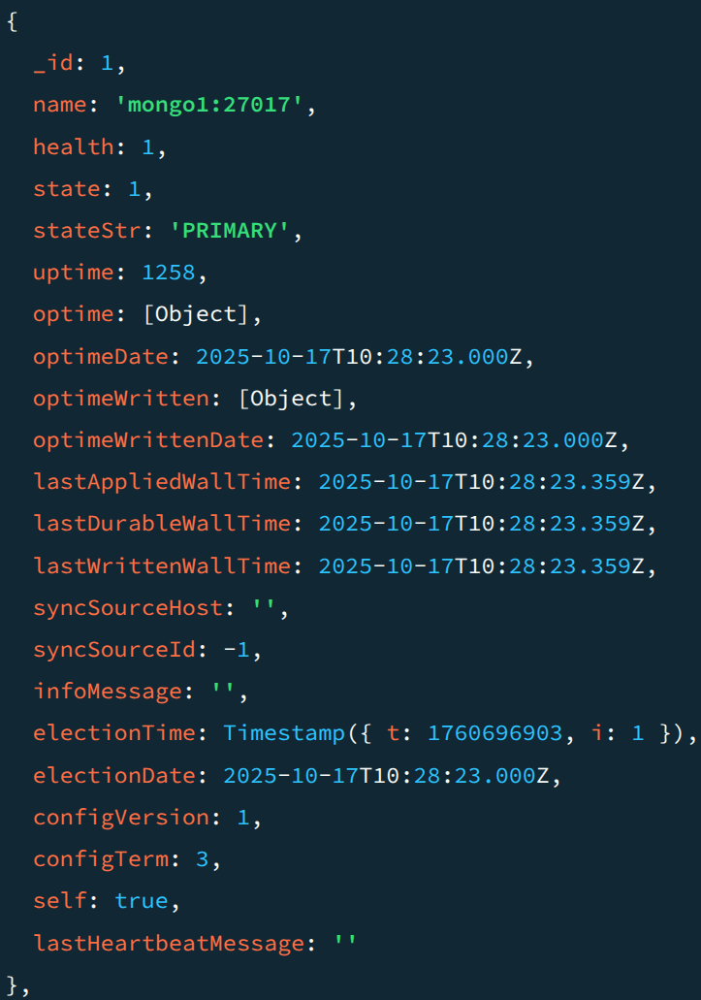 {
  _id: 1,
  name: 'mongo1:27017',
  health: 1,
  state: 1,
  stateStr: 'PRIMARY',
  uptime: 1258,
  optime: [Object],
  optimeDate: 2025-10-17T10:28:23.000Z,
  optimeWritten: [Object],
  optimeWrittenDate: 2025-10-17T10:28:23.000Z,
  lastAppliedWallTime: 2025-10-17T10:28:23.359Z,
  lastDurableWallTime: 2025-10-17T10:28:23.359Z,
  lastWrittenWallTime: 2025-10-17T10:28:23.359Z,
  syncSourceHost: '',
  syncSourceId: -1,
  infoMessage: '',
  electionTime: Timestamp({ t: 1760696903, i: 1 }),
  electionDate: 2025-10-17T10:28:23.000Z,
  configVersion: 1,
  configTerm: 3,
  self: true,
  lastHeartbeatMessage: ''
},